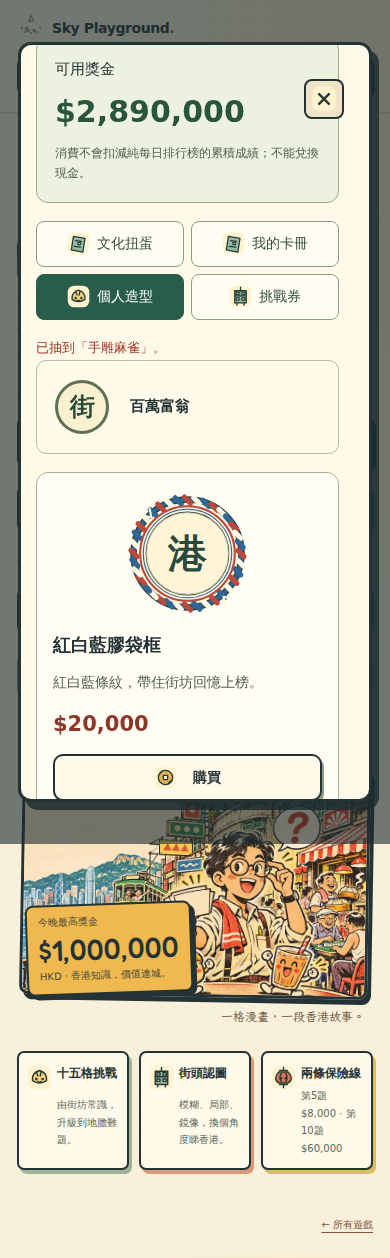 Sky Playground.
可用獎金
$2,890,000
消費不會扣減純每日排行榜的累積成績；不能兌換
現金。
文化扭蛋
我的卡冊
個人造型
挑戰券
已抽到「手雕麻雀」。
街
百萬富翁
港
紅白藍膠袋框
紅白藍條紋，帶住街坊回憶上榜。
$20,000
購買
?
今晚最高獎金
$1,000,000
HKD · 香港知識，價值連城。
一格漫畫，一段香港故事。
十五格挑戰
由街坊常識，
升級到地膽難
題。
街頭認圖
模糊、局部、
鏡像，換個角
度睇香港。
兩條保險線
第5題
$8,000 · 第
10題
$60,000
← 所有遊戲